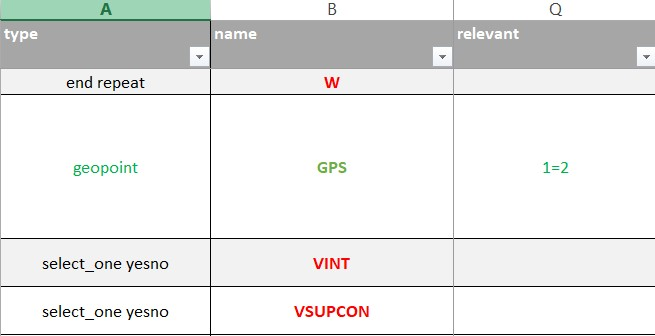 A B Q
type name relevant
end repeat W
geopoint GPS 1=2
select_one yesno VINT
select_one yesno VSUPCON